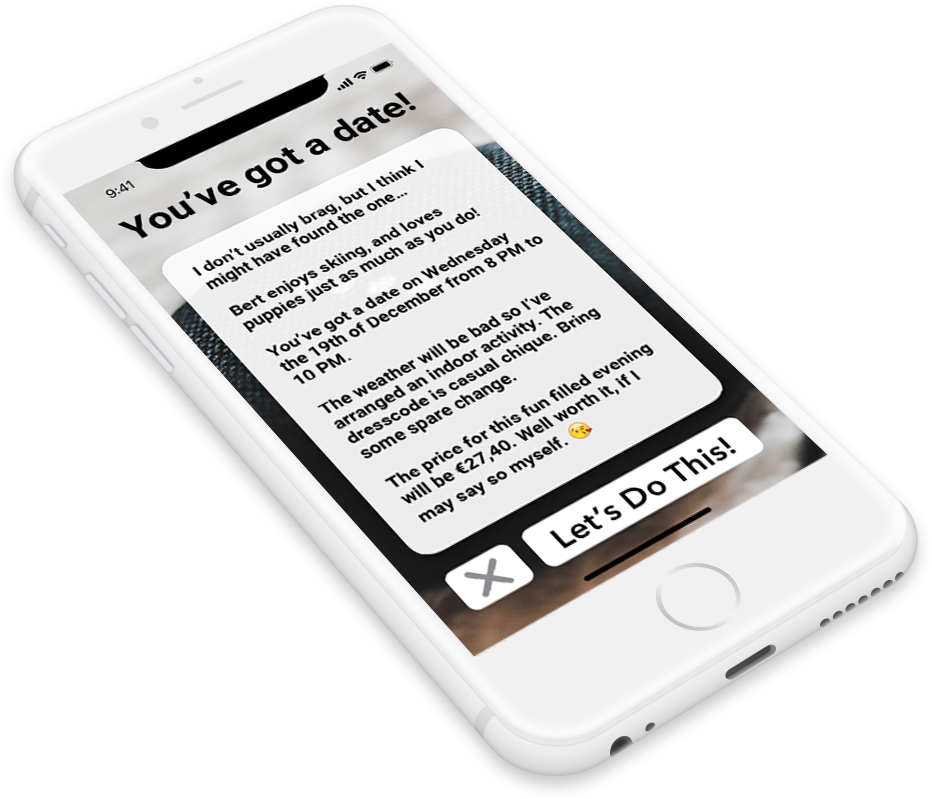 9:41
You've got a date!
I don't usually brag, but I think I
might have found the one...
Bert enjoys skiing, and loves
puppies just as much as you do!
You've got a date on Wednesday
the 19th of December from 8 PM to
10 PM.
The weather will be bad so I've
arranged an indoor activity. The
dresscode is casual chique. Bring
some spare change.
The price for this fun filled evening
will be €27,40. Well worth it, if I
may say so myself. 😘
Let's Do This!